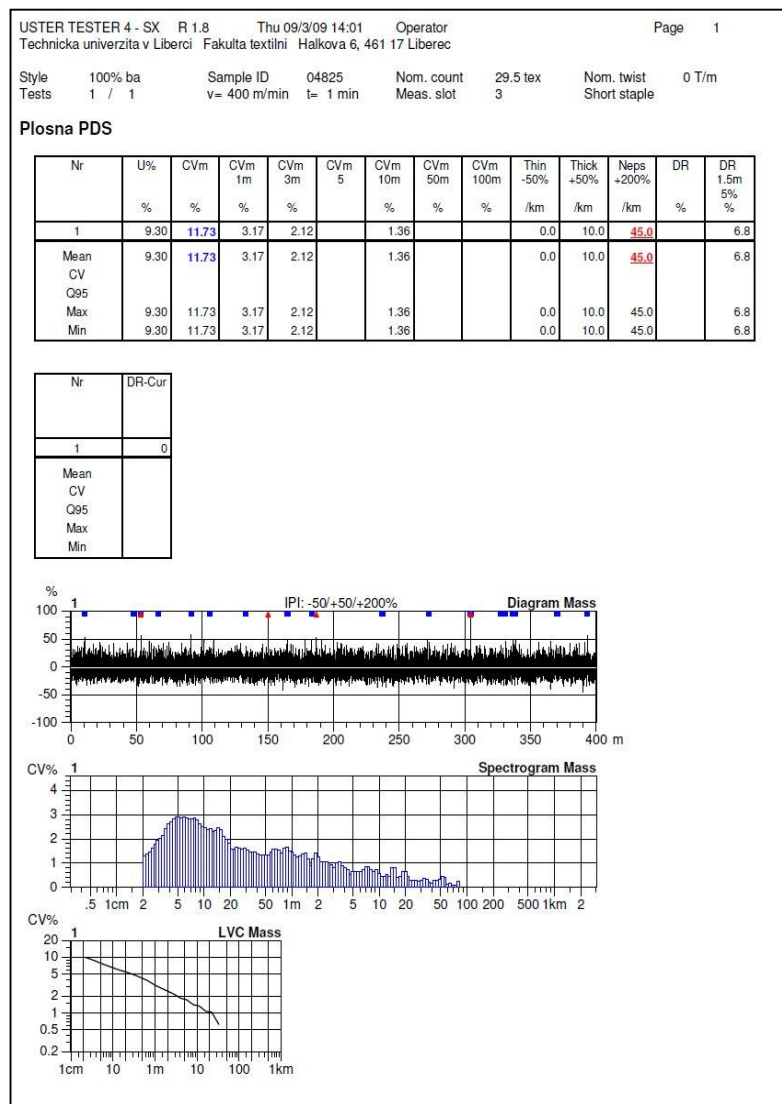 USTER TESTER 4 - SX R 1.8 Thu 09/3/09 14:01 Operator Page 1
Technicka univerzita v Liberci Fakulta textilni Halkova 6, 461 17 Liberec
Style 100% ba Sample ID 04825 Nom. count 29.5 tex Nom. twist 0 T/m
Tests 1 / 1 v= 400 m/min t= 1 min Meas. slot 3 Short staple
Plosna PDS
Nr U% CVm CVm CVm CVm CVm CVm CVm Thin Thick Neps DR DR
1m 3m 5 10m 50m 100m -50% +50% +200% 1.5m
5%
% % % % % % % /km /km /km % %
1 9.30 11.73 3.17 2.12 1.36 0.0 10.0 45.0 6.8
Mean 9.30 11.73 3.17 2.12 1.36 0.0 10.0 45.0 6.8
CV
Q95
Max 9.30 11.73 3.17 2.12 1.36 0.0 10.0 45.0 6.8
Min 9.30 11.73 3.17 2.12 1.36 0.0 10.0 45.0 6.8
Nr DR-Cur
1 0
Mean
CV
Q95
Max
Min
% 1 IPI: -50/+50/+200% Diagram Mass
100
50
0
-50
-100
0 50 100 150 200 250 300 350 400 m
CV% 1 Spectrogram Mass
4
3
2
1
0
.5 1cm 2 5 10 20 50 1m 2 5 10 20 50 100 200 500 1km 2
CV% 1 LVC Mass
20
10
5
2
1
0.5
0.2
1cm 10 1m 10 100 1km